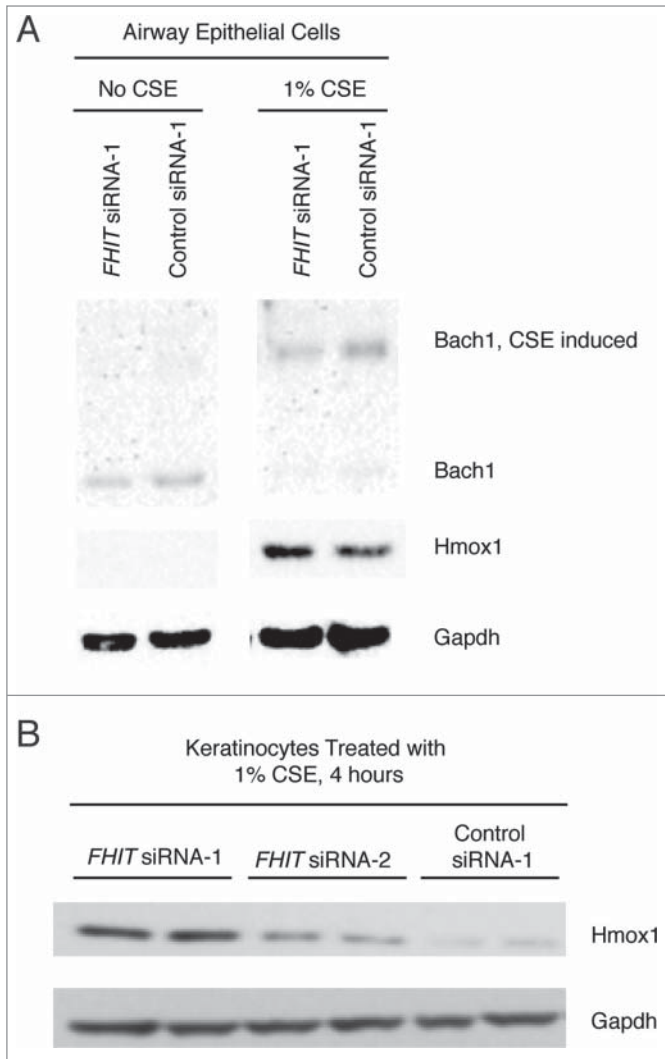 A
Airway Epithelial Cells
No CSE
1% CSE
FHIT siRNA-1
Control siRNA-1
FHIT siRNA-1
Control siRNA-1
Bach1, CSE induced
Bach1
Hmox1
Gapdh
B
Keratinocytes Treated with
1% CSE, 4 hours
FHIT siRNA-1
FHIT siRNA-2
Control
siRNA-1
Hmox1
Gapdh